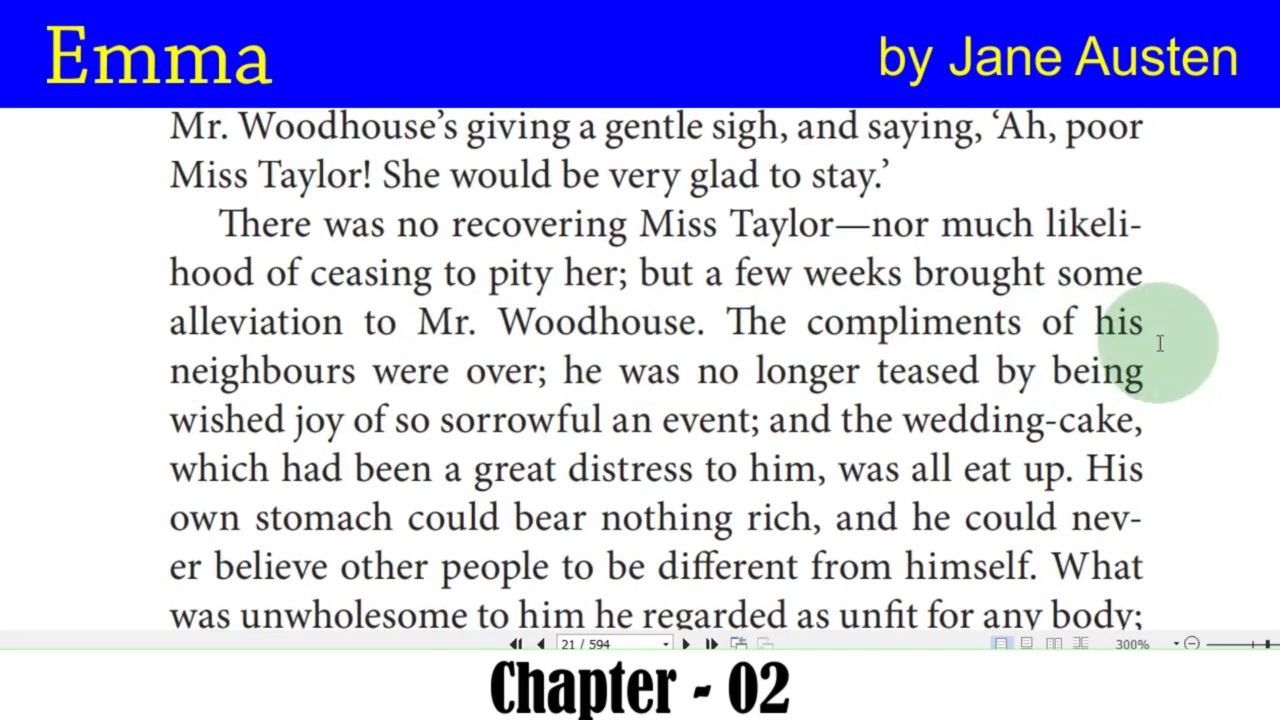 Emma
by Jane Austen
Mr. Woodhouse’s giving a gentle sigh, and saying, ‘Ah, poor
Miss Taylor! She would be very glad to stay.’
There was no recovering Miss Taylor—nor much likeli-
hood of ceasing to pity her; but a few weeks brought some
alleviation to Mr. Woodhouse. The compliments of his
neighbours were over; he was no longer teased by being
wished joy of so sorrowful an event; and the wedding-cake,
which had been a great distress to him, was all eat up. His
own stomach could bear nothing rich, and he could nev-
er believe other people to be different from himself. What
was unwholesome to him he regarded as unfit for any body;
21 / 594
300%
Chapter - 02